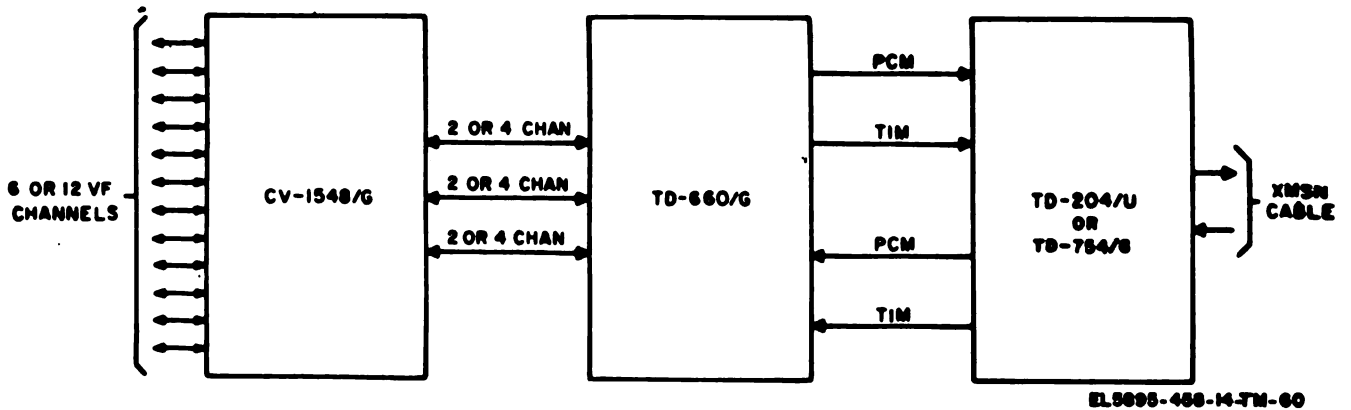 6 OR 12 VF
CHANNELS
CV-1548/G
2 OR 4 CHAN
2 OR 4 CHAN
2 OR 4 CHAN
TD-660/G
PCM
TIM
PCM
TIM
TD-204/U
OR
TD-754/G
XMSN
CABLE
EL5895-458-14-TM-60